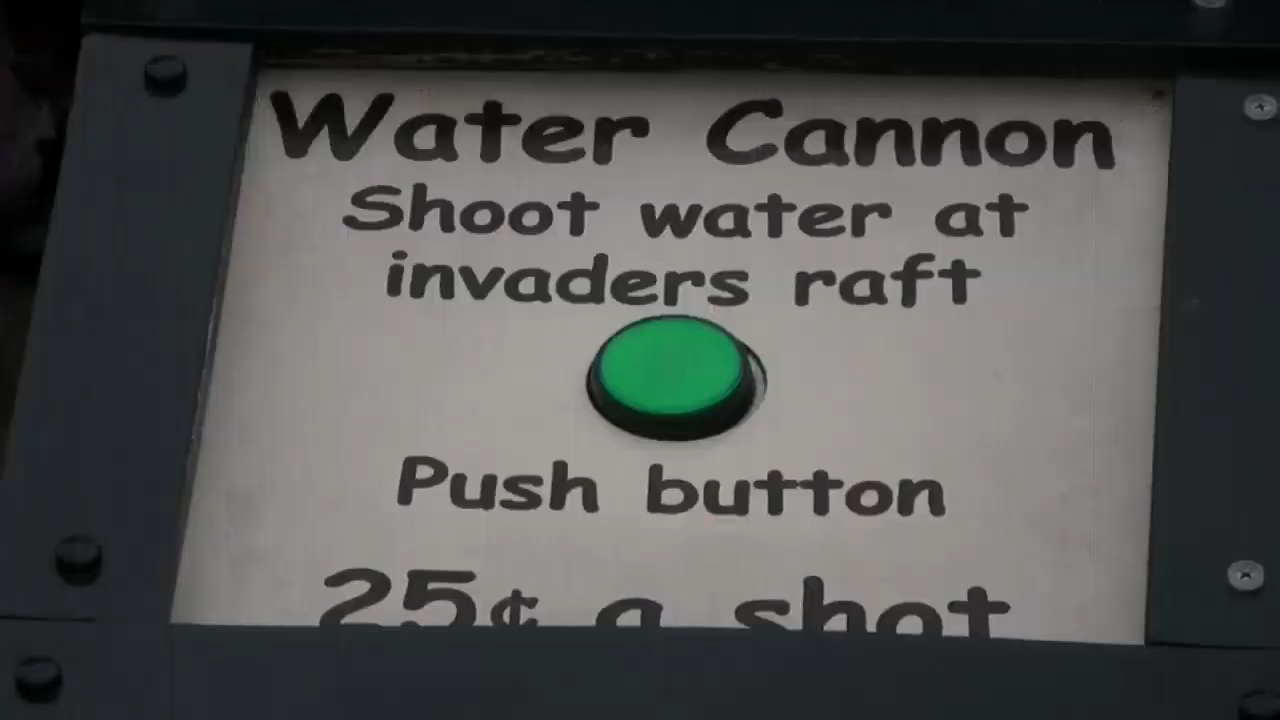 Water Cannon
Shoot water at
invaders raft
Push button
25¢ a shot